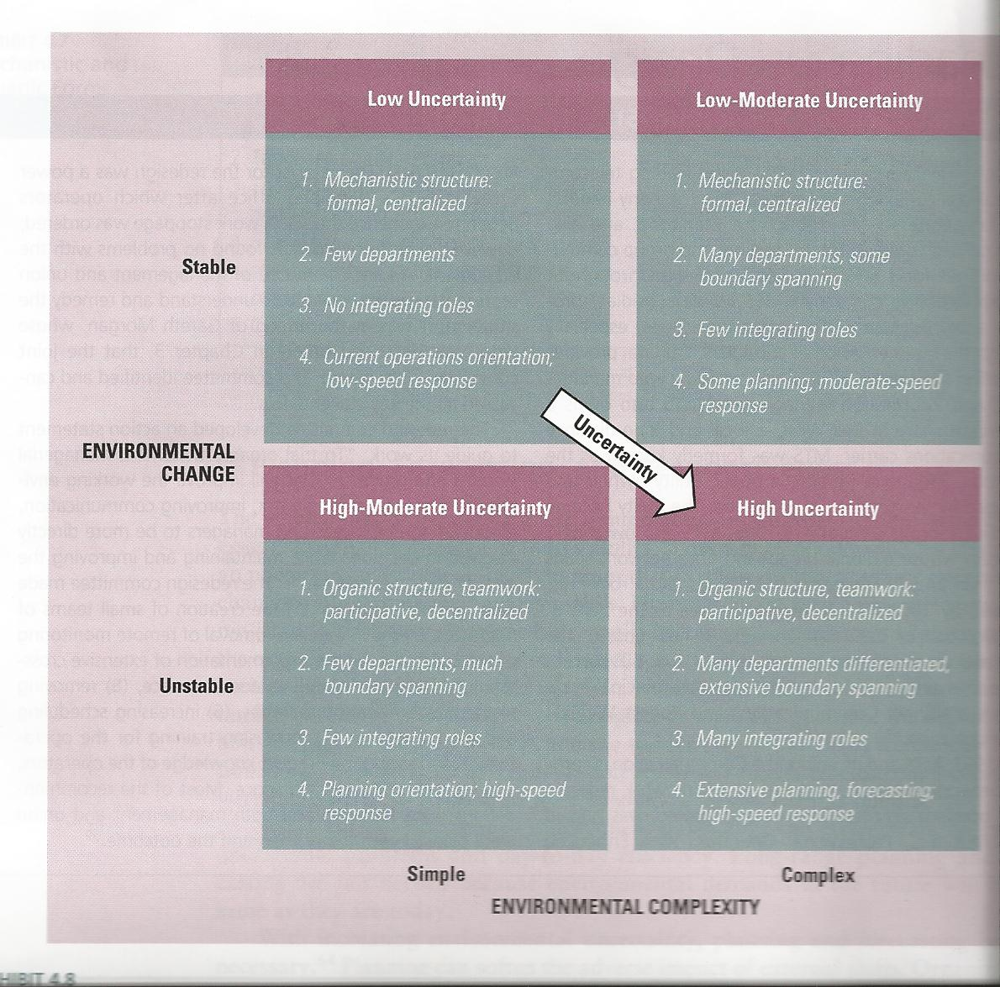 Low Uncertainty
Low-Moderate Uncertainty
1. Mechanistic structure:
formal, centralized
2. Few departments
3. No integrating roles
4. Current operations orientation;
low-speed response
1. Mechanistic structure:
formal, centralized
2. Many departments, some
boundary spanning
3. Few integrating roles
4. Some planning; moderate-speed
response
Stable
ENVIRONMENTAL
CHANGE
Uncertainty
High-Moderate Uncertainty
High Uncertainty
1. Organic structure, teamwork:
participative, decentralized
2. Few departments, much
boundary spanning
3. Few integrating roles
4. Planning orientation; high-speed
response
1. Organic structure, teamwork:
participative, decentralized
2. Many departments differentiated,
extensive boundary spanning
3. Many integrating roles
4. Extensive planning, forecasting;
high-speed response
Unstable
Simple
Complex
ENVIRONMENTAL COMPLEXITY
HIBIT 4.8